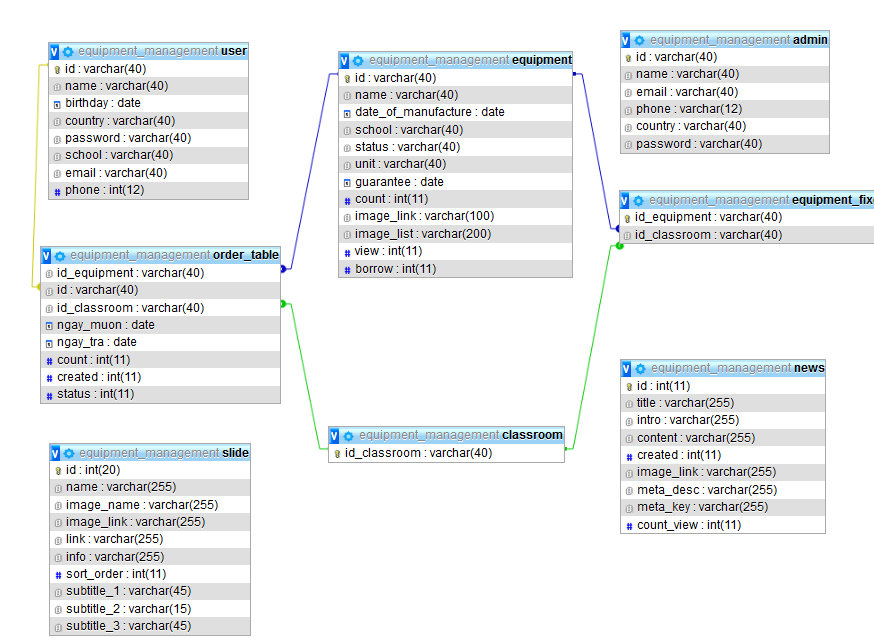 V equipment_management user
id : varchar(40)
name : varchar(40)
birthday : date
country : varchar(40)
password : varchar(40)
school : varchar(40)
email : varchar(40)
# phone : int(12)
V equipment_management order_table
id_equipment : varchar(40)
id : varchar(40)
id_classroom : varchar(40)
ngay_muon : date
ngay_tra : date
# count : int(11)
# created : int(11)
# status : int(11)
V equipment_management slide
id : int(20)
name : varchar(255)
image_name : varchar(255)
image_link : varchar(255)
link : varchar(255)
info : varchar(255)
# sort_order : int(11)
subtitle_1 : varchar(45)
subtitle_2 : varchar(15)
subtitle_3 : varchar(45)
V equipment_management equipment
id : varchar(40)
name : varchar(40)
date_of_manufacture : date
school : varchar(40)
status : varchar(40)
unit : varchar(40)
guarantee : date
# count : int(11)
image_link : varchar(100)
image_list : varchar(200)
# view : int(11)
# borrow : int(11)
V equipment_management classroom
id_classroom : varchar(40)
V equipment_management admin
id : varchar(40)
name : varchar(40)
email : varchar(40)
phone : varchar(12)
country : varchar(40)
password : varchar(40)
V equipment_management equipment_fix
id_equipment : varchar(40)
id_classroom : varchar(40)
V equipment_management news
id : int(11)
title : varchar(255)
intro : varchar(255)
content : varchar(255)
# created : int(11)
image_link : varchar(255)
meta_desc : varchar(255)
meta_key : varchar(255)
# count_view : int(11)